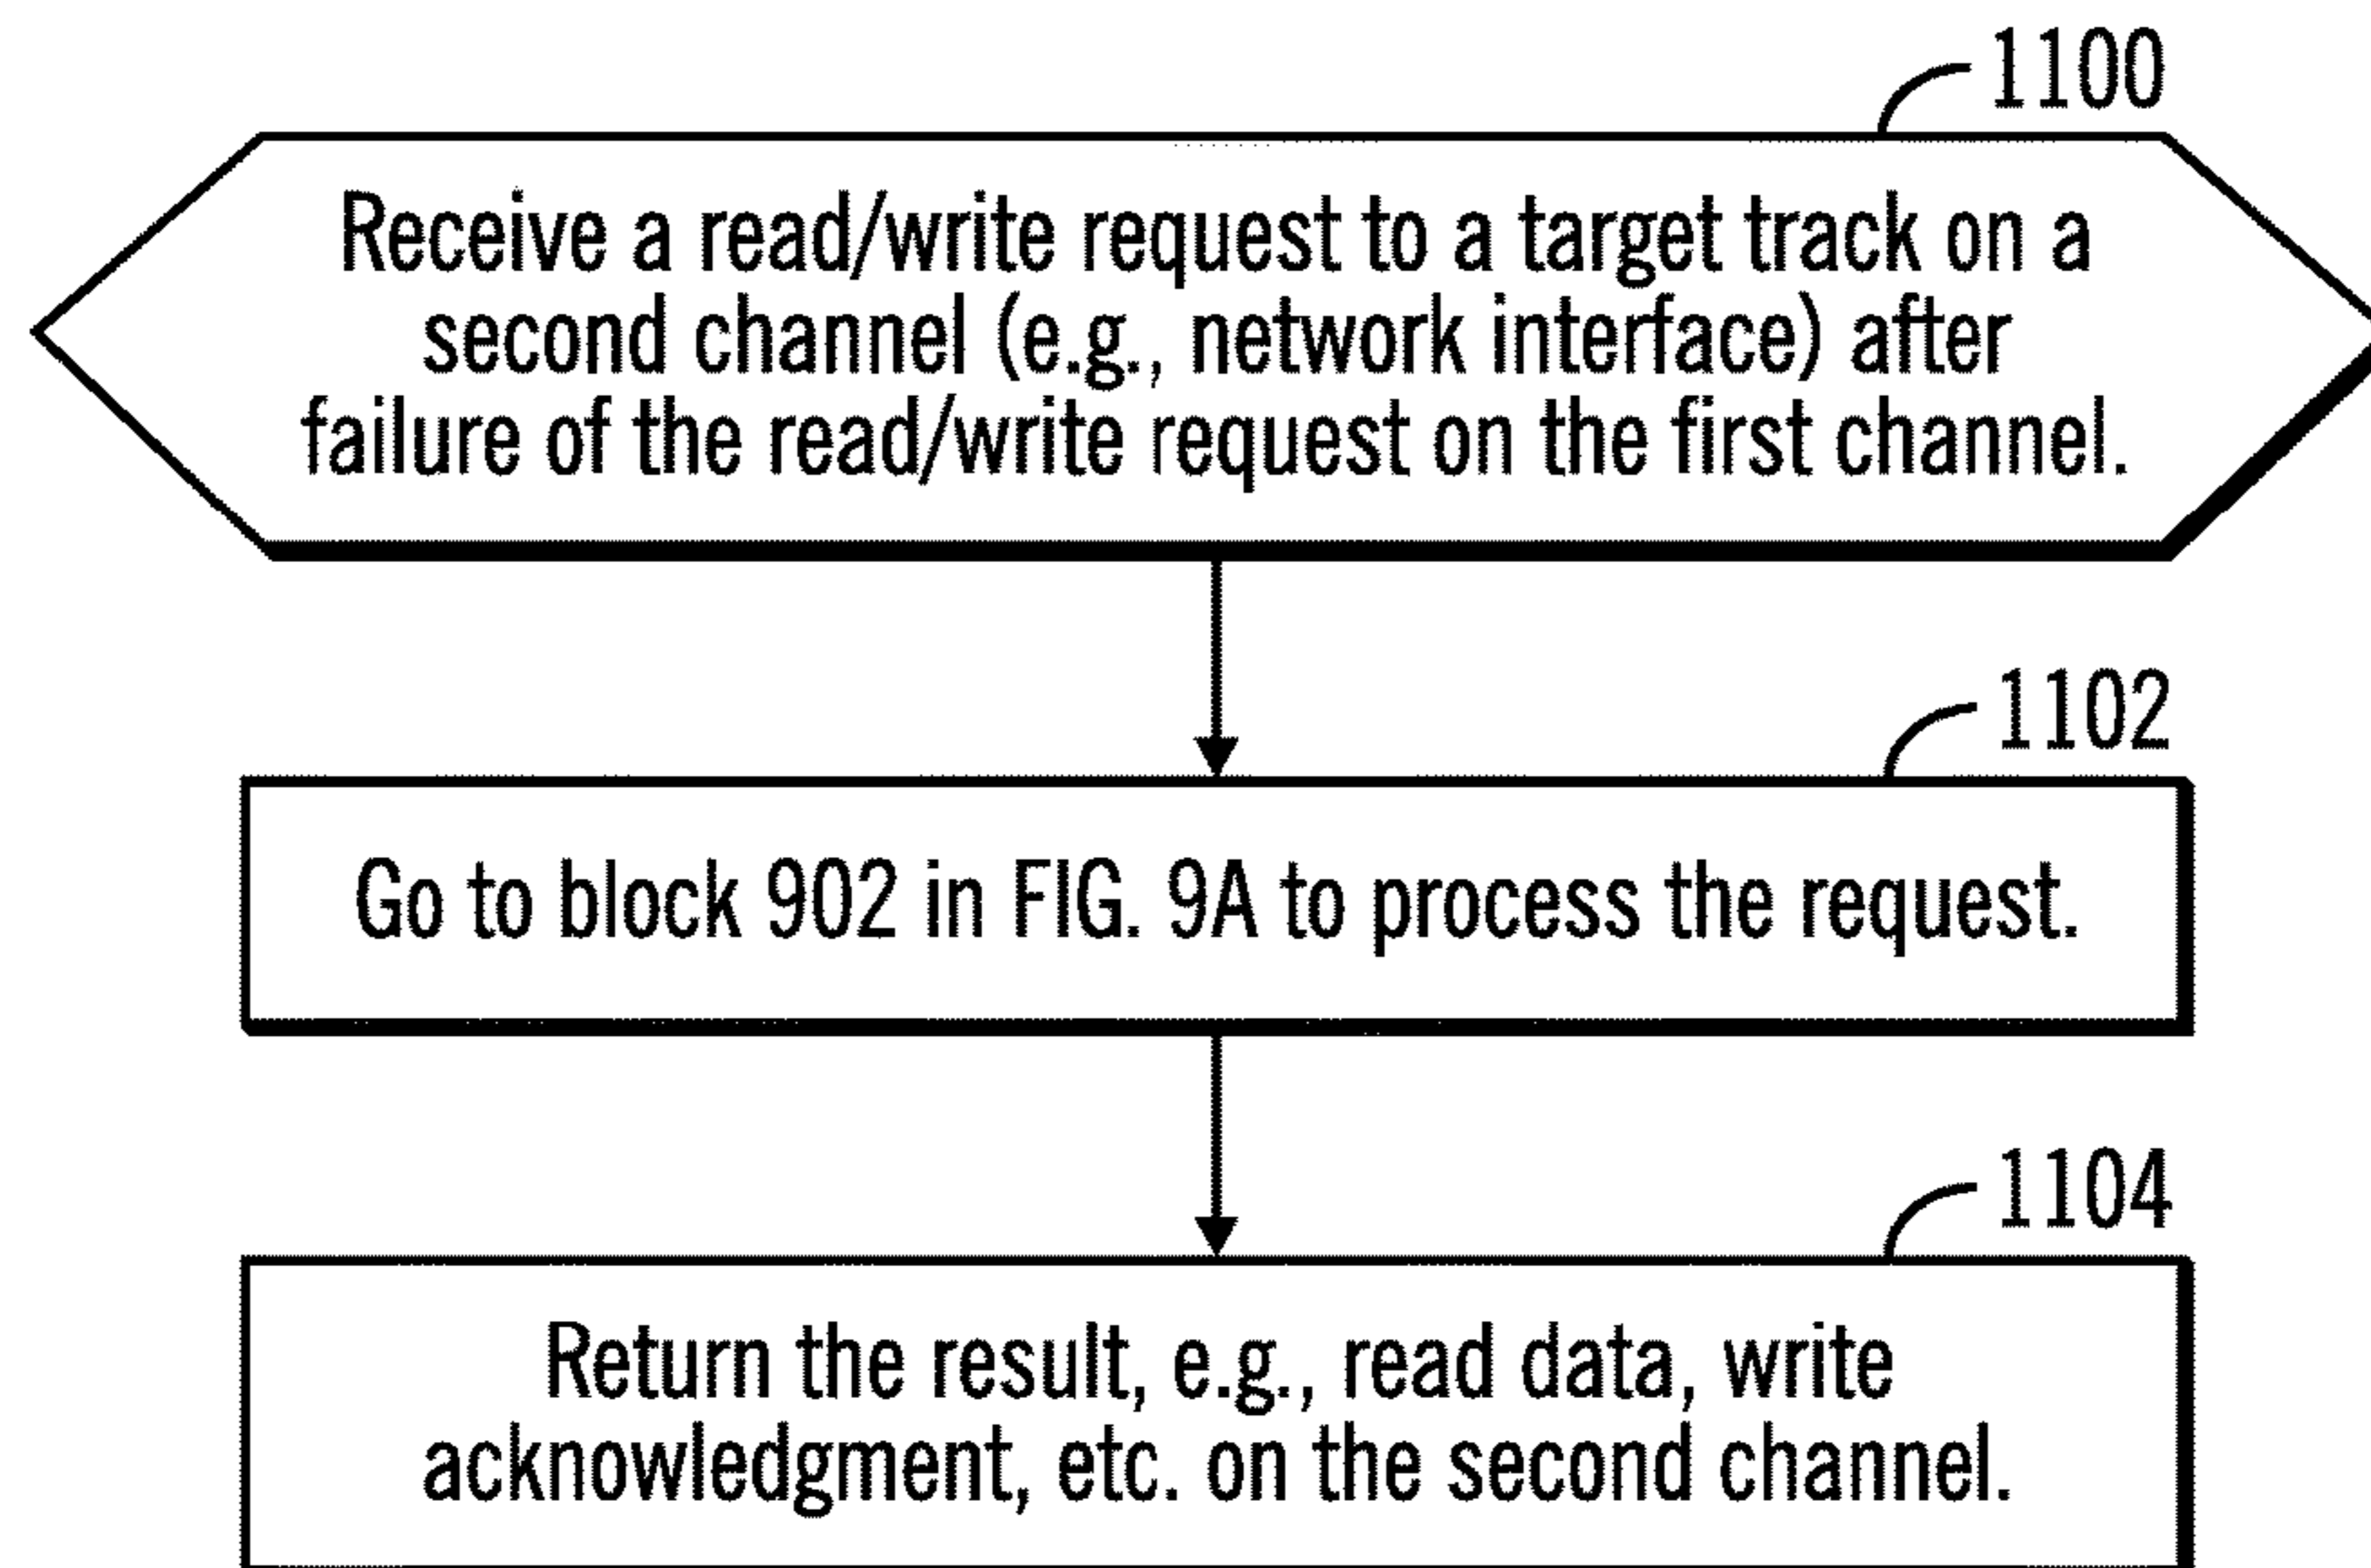 1100
Receive a read/write request to a target track on a
second channel (e.g., network interface) after
failure of the read/write request on the first channel.
1102
Go to block 902 in FIG. 9A to process the request.
1104
Return the result, e.g., read data, write
acknowledgment, etc. on the second channel.